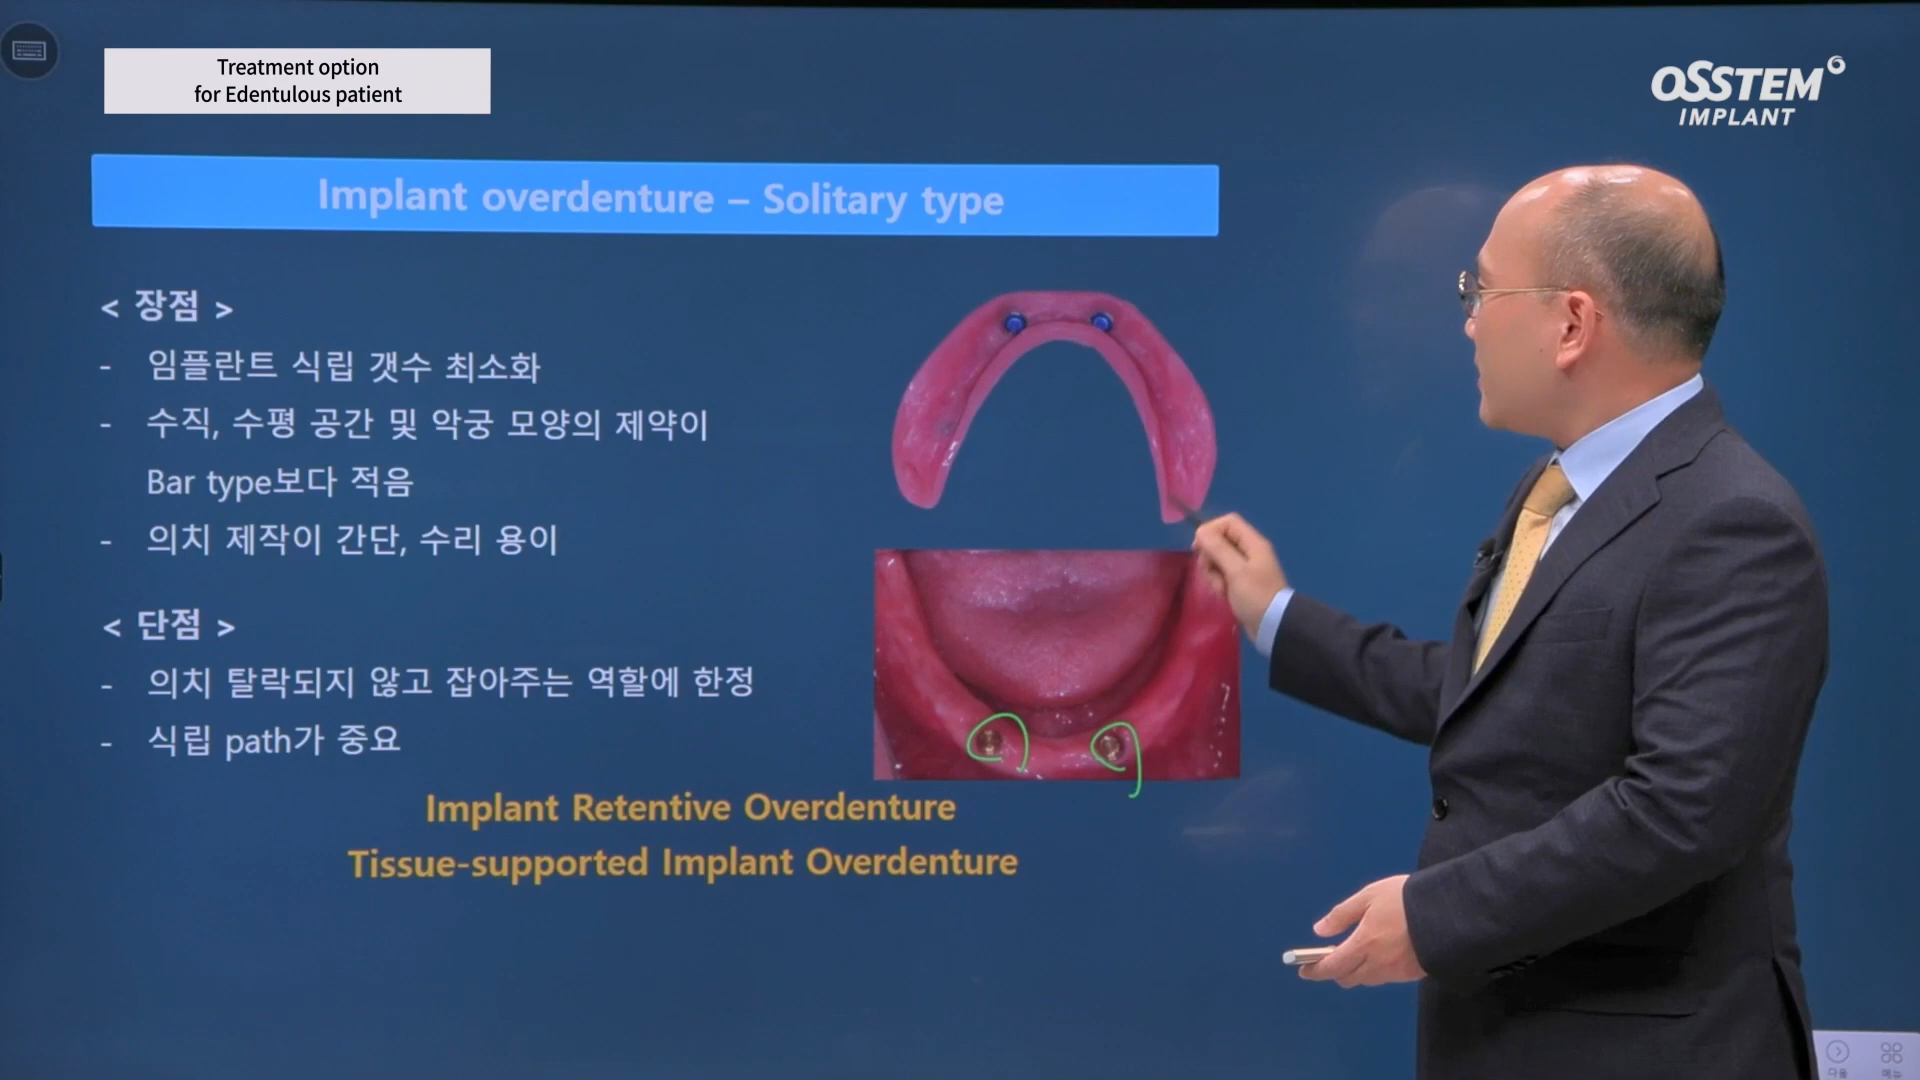 Treatment option
for Edentulous patient
OSSTEM
IMPLANT
Implant overdenture – Solitary type
< 장점 >
- 임플란트 식립 갯수 최소화
- 수직, 수평 공간 및 악궁 모양의 제약이
Bar type보다 적음
- 의치 제작이 간단, 수리 용이
< 단점 >
- 의치 탈락되지 않고 잡아주는 역할에 한정
- 식립 path가 중요
Implant Retentive Overdenture
Tissue-supported Implant Overdenture
다음
메뉴